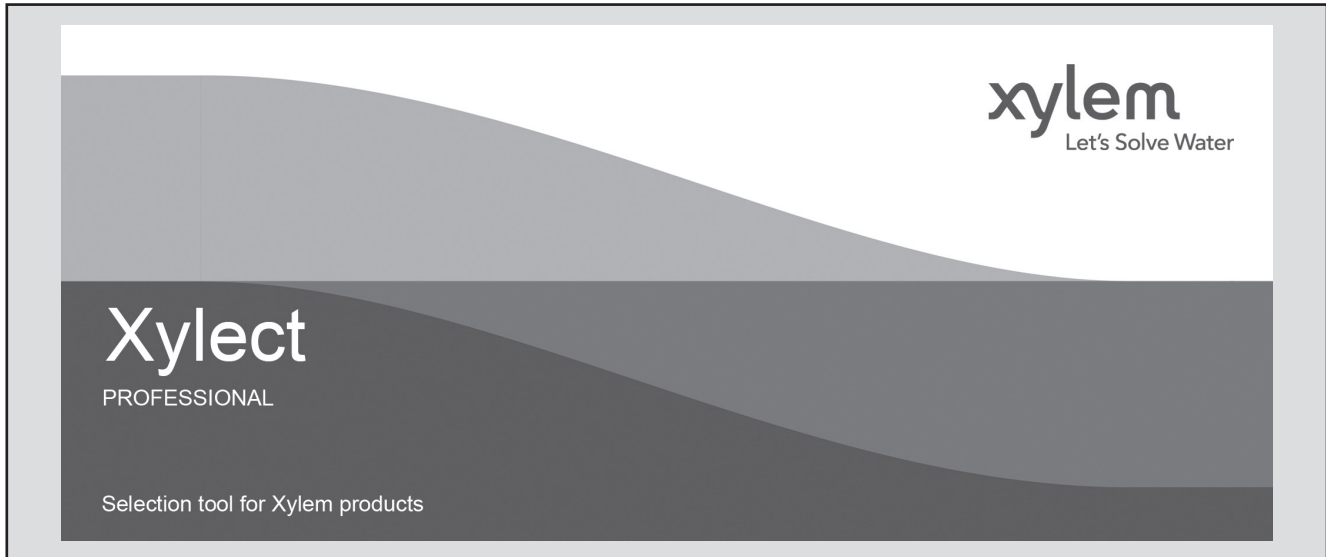 xylem
Let's Solve Water
Xylect
PROFESSIONAL
Selection tool for Xylem products